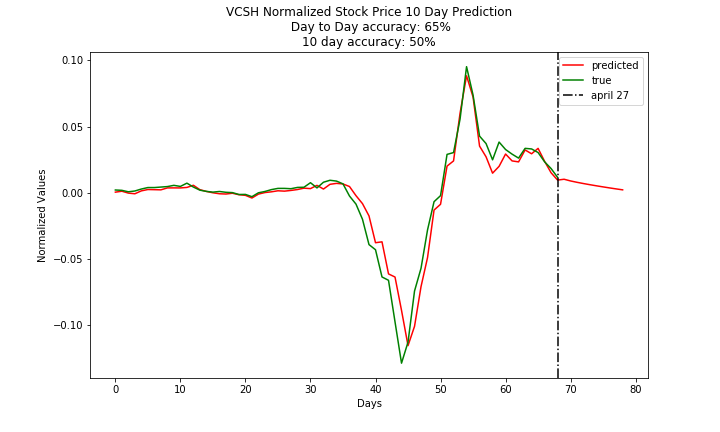 VCSH Normalized Stock Price 10 Day Prediction
Day to Day accuracy: 65%
10 day accuracy: 50%
predicted
true
april 27
Normalized Values
0.10
0.05
0.00
−0.05
−0.10
0 10 20 30 40 50 60 70 80
Days